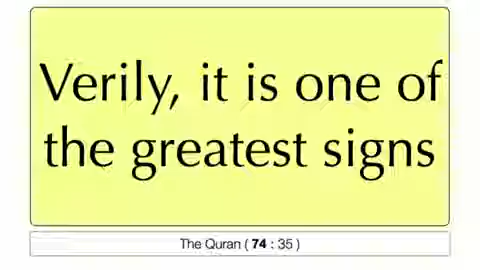 Verily, it is one of
the greatest signs
The Quran ( 74 : 35 )